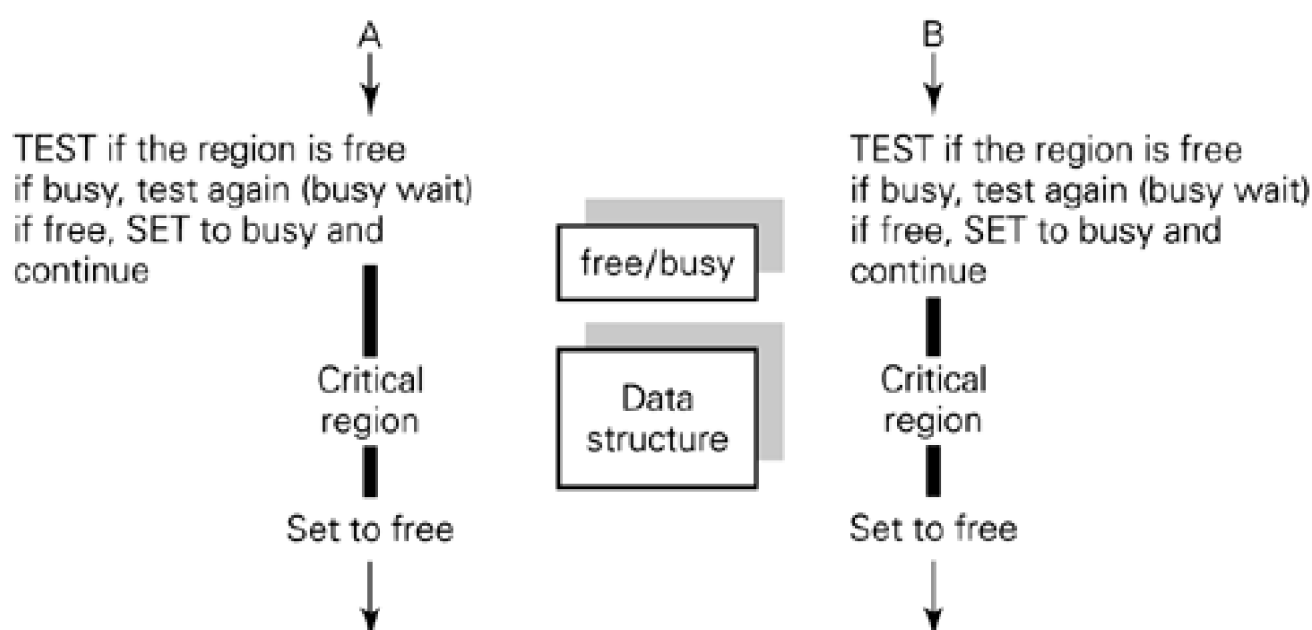 A
TEST if the region is free
if busy, test again (busy wait)
if free, SET to busy and
continue
Critical
region
Set to free
free/busy
Data
structure
B
TEST if the region is free
if busy, test again (busy wait)
if free, SET to busy and
continue
Critical
region
Set to free